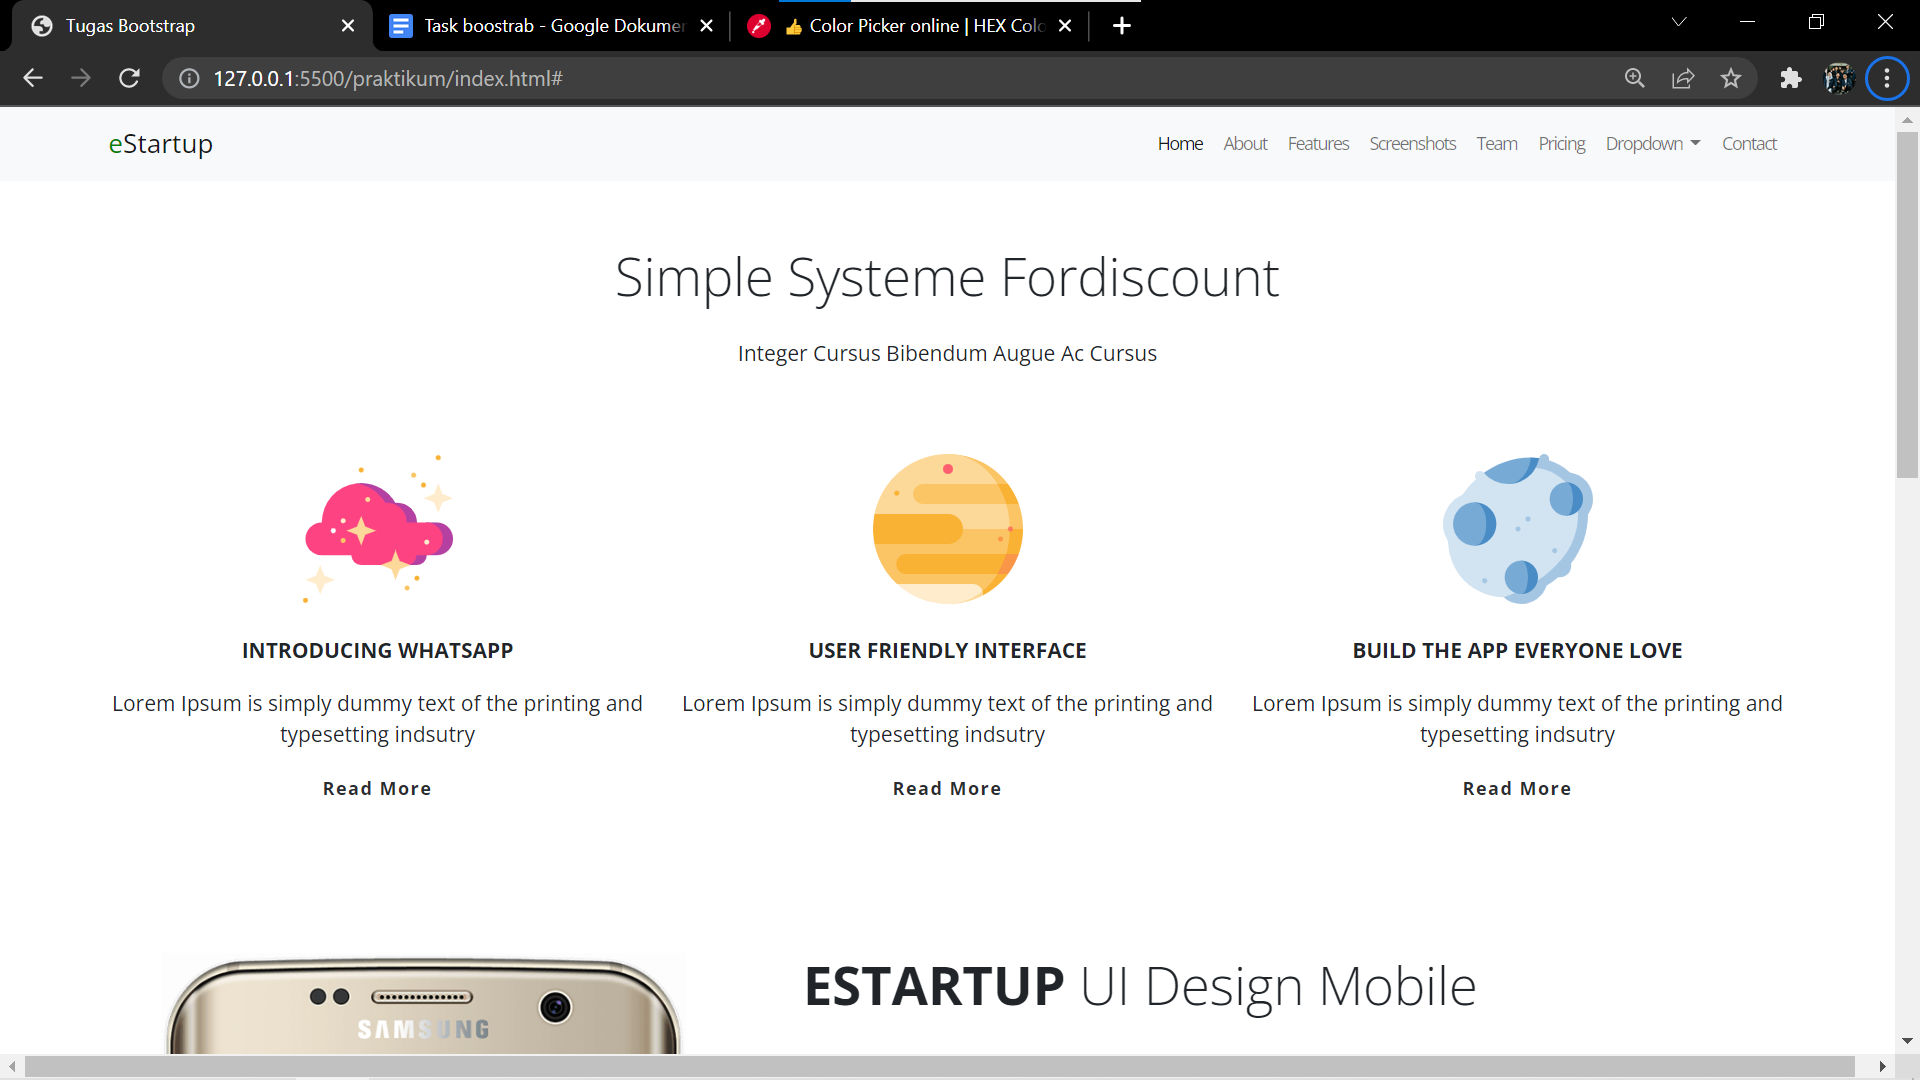 Tugas Bootstrap
Task boostrab - Google Dokumen
👍 Color Picker online | HEX Colo
127.0.0.1:5500/praktikum/index.html#
eStartup
Home About Features Screenshots Team Pricing Dropdown Contact
Simple Systeme Fordiscount
Integer Cursus Bibendum Augue Ac Cursus
INTRODUCING WHATSAPP
Lorem Ipsum is simply dummy text of the printing and
typesetting indsutry
Read More
USER FRIENDLY INTERFACE
Lorem Ipsum is simply dummy text of the printing and
typesetting indsutry
Read More
BUILD THE APP EVERYONE LOVE
Lorem Ipsum is simply dummy text of the printing and
typesetting indsutry
Read More
SAMSUNG
ESTARTUP UI Design Mobile